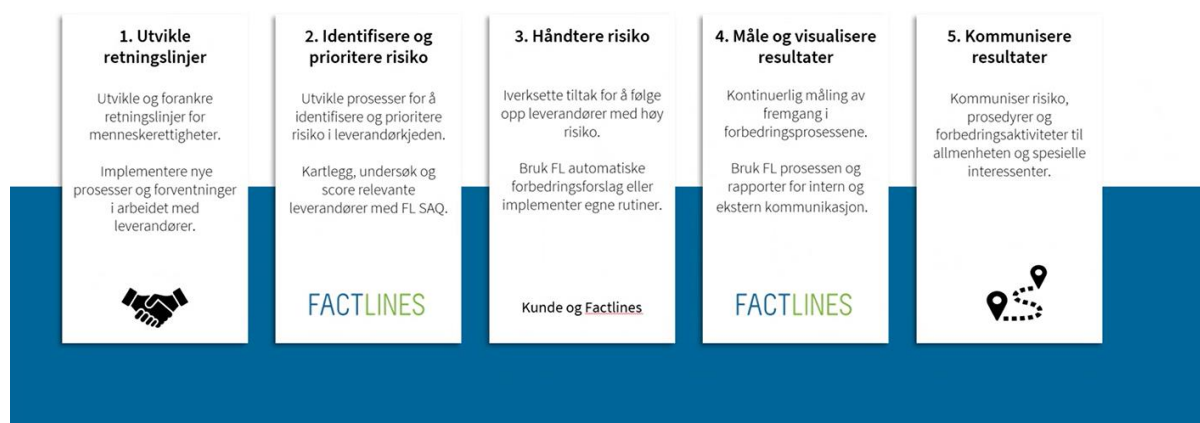 1. Utvikle
retningslinjer
Utvikle og forankre
retningslinjer for
menneskerettigheter.
Implementere nye
prosesser og forventninger
i arbeidet med
leverandører.
2. Identifisere og
prioritere risiko
Utvikle prosesser for å
identifisere og prioritere
risiko i leverandørkjeden.
Kartlegg, undersøk og
score relevante
leverandører med FL SAQ.
FACTLINES
3. Håndtere risiko
Iverksette tiltak for å følge
opp leverandører med høy
risiko.
Bruk FL automatiske
forbedringsforslag eller
implementer egne rutiner.
Kunde og Factlines
4. Måle og visualisere
resultater
Kontinuerlig måling av
fremgang i
forbedringsprosessene.
Bruk FL prosessen og
rapporter for intern og
ekstern kommunikasjon.
FACTLINES
5. Kommunisere
resultater
Kommuniser risiko,
prosedyrer og
forbedringsaktiviteter til
allmenheten og spesielle
interessenter.